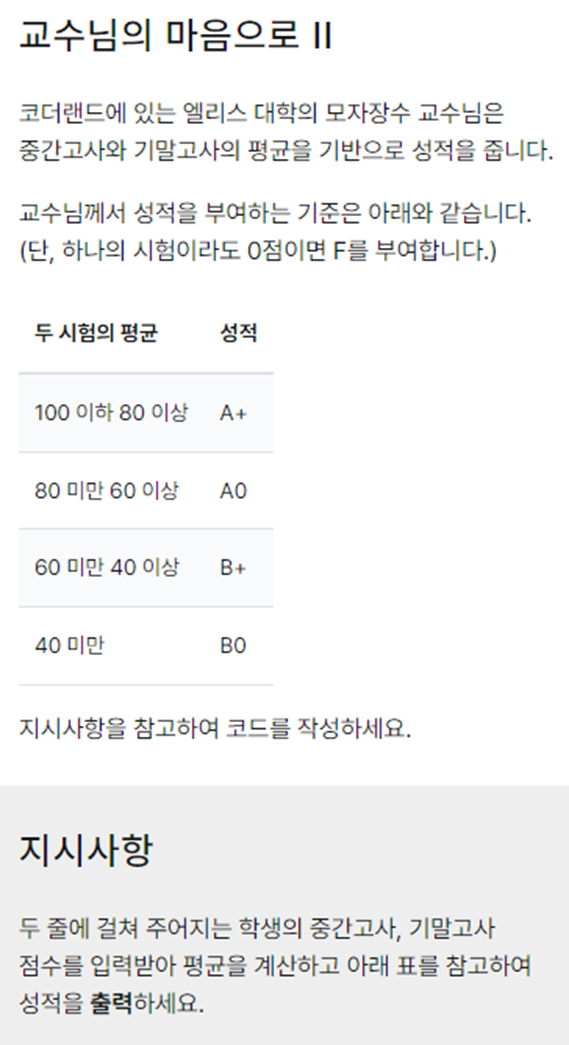 교수님의 마음으로 II
코더랜드에 있는 엘리스 대학의 모자장수 교수님은
중간고사와 기말고사의 평균을 기반으로 성적을 줍니다.
교수님께서 성적을 부여하는 기준은 아래와 같습니다.
(단, 하나의 시험이라도 0점이면 F를 부여합니다.)
두 시험의 평균 성적
100 이하 80 이상 A+
80 미만 60 이상 A0
60 미만 40 이상 B+
40 미만 B0
지시사항을 참고하여 코드를 작성하세요.
지시사항
두 줄에 걸쳐 주어지는 학생의 중간고사, 기말고사
점수를 입력받아 평균을 계산하고 아래 표를 참고하여
성적을 출력하세요.